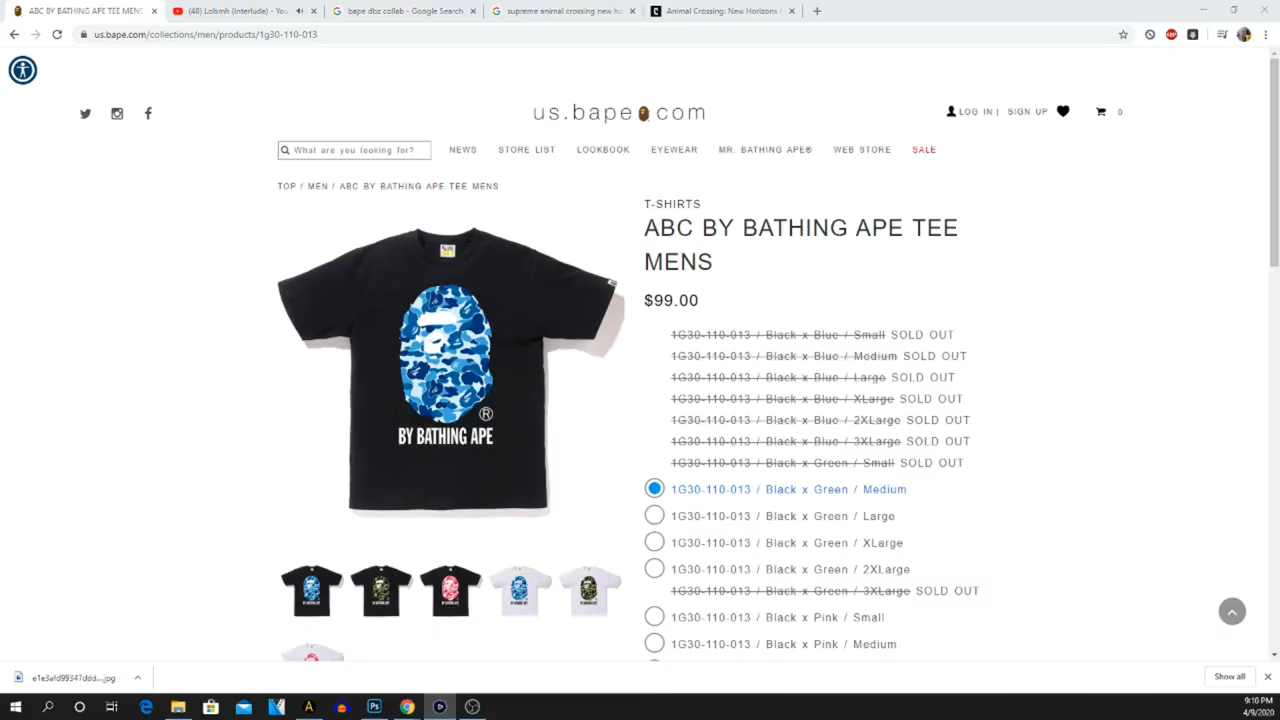 ABC BY BATHING APE TEE MENS
(48) Lolsmh (Interlude) - You
bape dbz collab - Google Search
supreme animal crossing new ho
Animal Crossing: New Horizons
us.bape.com/collections/men/products/1g30-110-013
us.bape com
LOG IN | SIGN UP 0
What are you looking for?
NEWS STORE LIST LOOKBOOK EYEWEAR MR. BATHING APE® WEB STORE SALE
TOP / MEN / ABC BY BATHING APE TEE MENS
T-SHIRTS
ABC BY BATHING APE TEE
MENS
$99.00
1G30-110-013 / Black x Blue / Small SOLD OUT
1G30-110-013 / Black x Blue / Medium SOLD OUT
1G30-110-013 / Black x Blue / Large SOLD OUT
1G30-110-013 / Black x Blue / XLarge SOLD OUT
1G30-110-013 / Black x Blue / 2XLarge SOLD OUT
1G30-110-013 / Black x Blue / 3XLarge SOLD OUT
1G30-110-013 / Black x Green / Small SOLD OUT
1G30-110-013 / Black x Green / Medium
1G30-110-013 / Black x Green / Large
1G30-110-013 / Black x Green / XLarge
1G30-110-013 / Black x Green / 2XLarge
1G30-110-013 / Black x Green / 3XLarge SOLD OUT
1G30-110-013 / Black x Pink / Small
1G30-110-013 / Black x Pink / Medium
®
BY BATHING APE
e1e3afd99347ddd....jpg
Show all
9:10 PM
4/9/2020